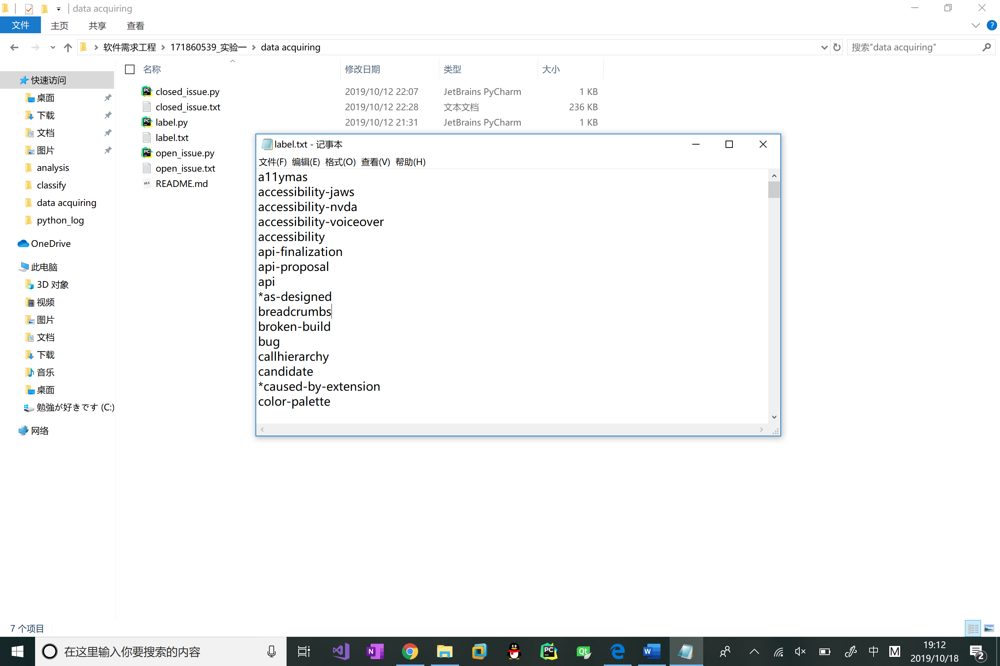 data acquiring
文件 主页 共享 查看
软件需求工程 171860539_实验一 data acquiring
搜索"data acquiring"
名称 修改日期 类型 大小
closed_issue.py 2019/10/12 22:07 JetBrains PyCharm 1 KB
closed_issue.txt 2019/10/12 22:28 文本文档 236 KB
label.py 2019/10/12 21:31 JetBrains PyCharm 1 KB
label.txt
open_issue.py
open_issue.txt
README.md
快速访问
桌面
下载
文档
图片
analysis
classify
data acquiring
python_log
OneDrive
此电脑
3D 对象
视频
图片
文档
下载
音乐
桌面
勉強が好きです (C:)
网络
label.txt - 记事本
文件(F) 编辑(E) 格式(O) 查看(V) 帮助(H)
a11ymas
accessibility-jaws
accessibility-nvda
accessibility-voiceover
accessibility
api-finalization
api-proposal
api
*as-designed
breadcrumbs
broken-build
bug
callhierarchy
candidate
*caused-by-extension
color-palette
7 个项目
在这里输入你要搜索的内容
中 M
19:12
2019/10/18
2